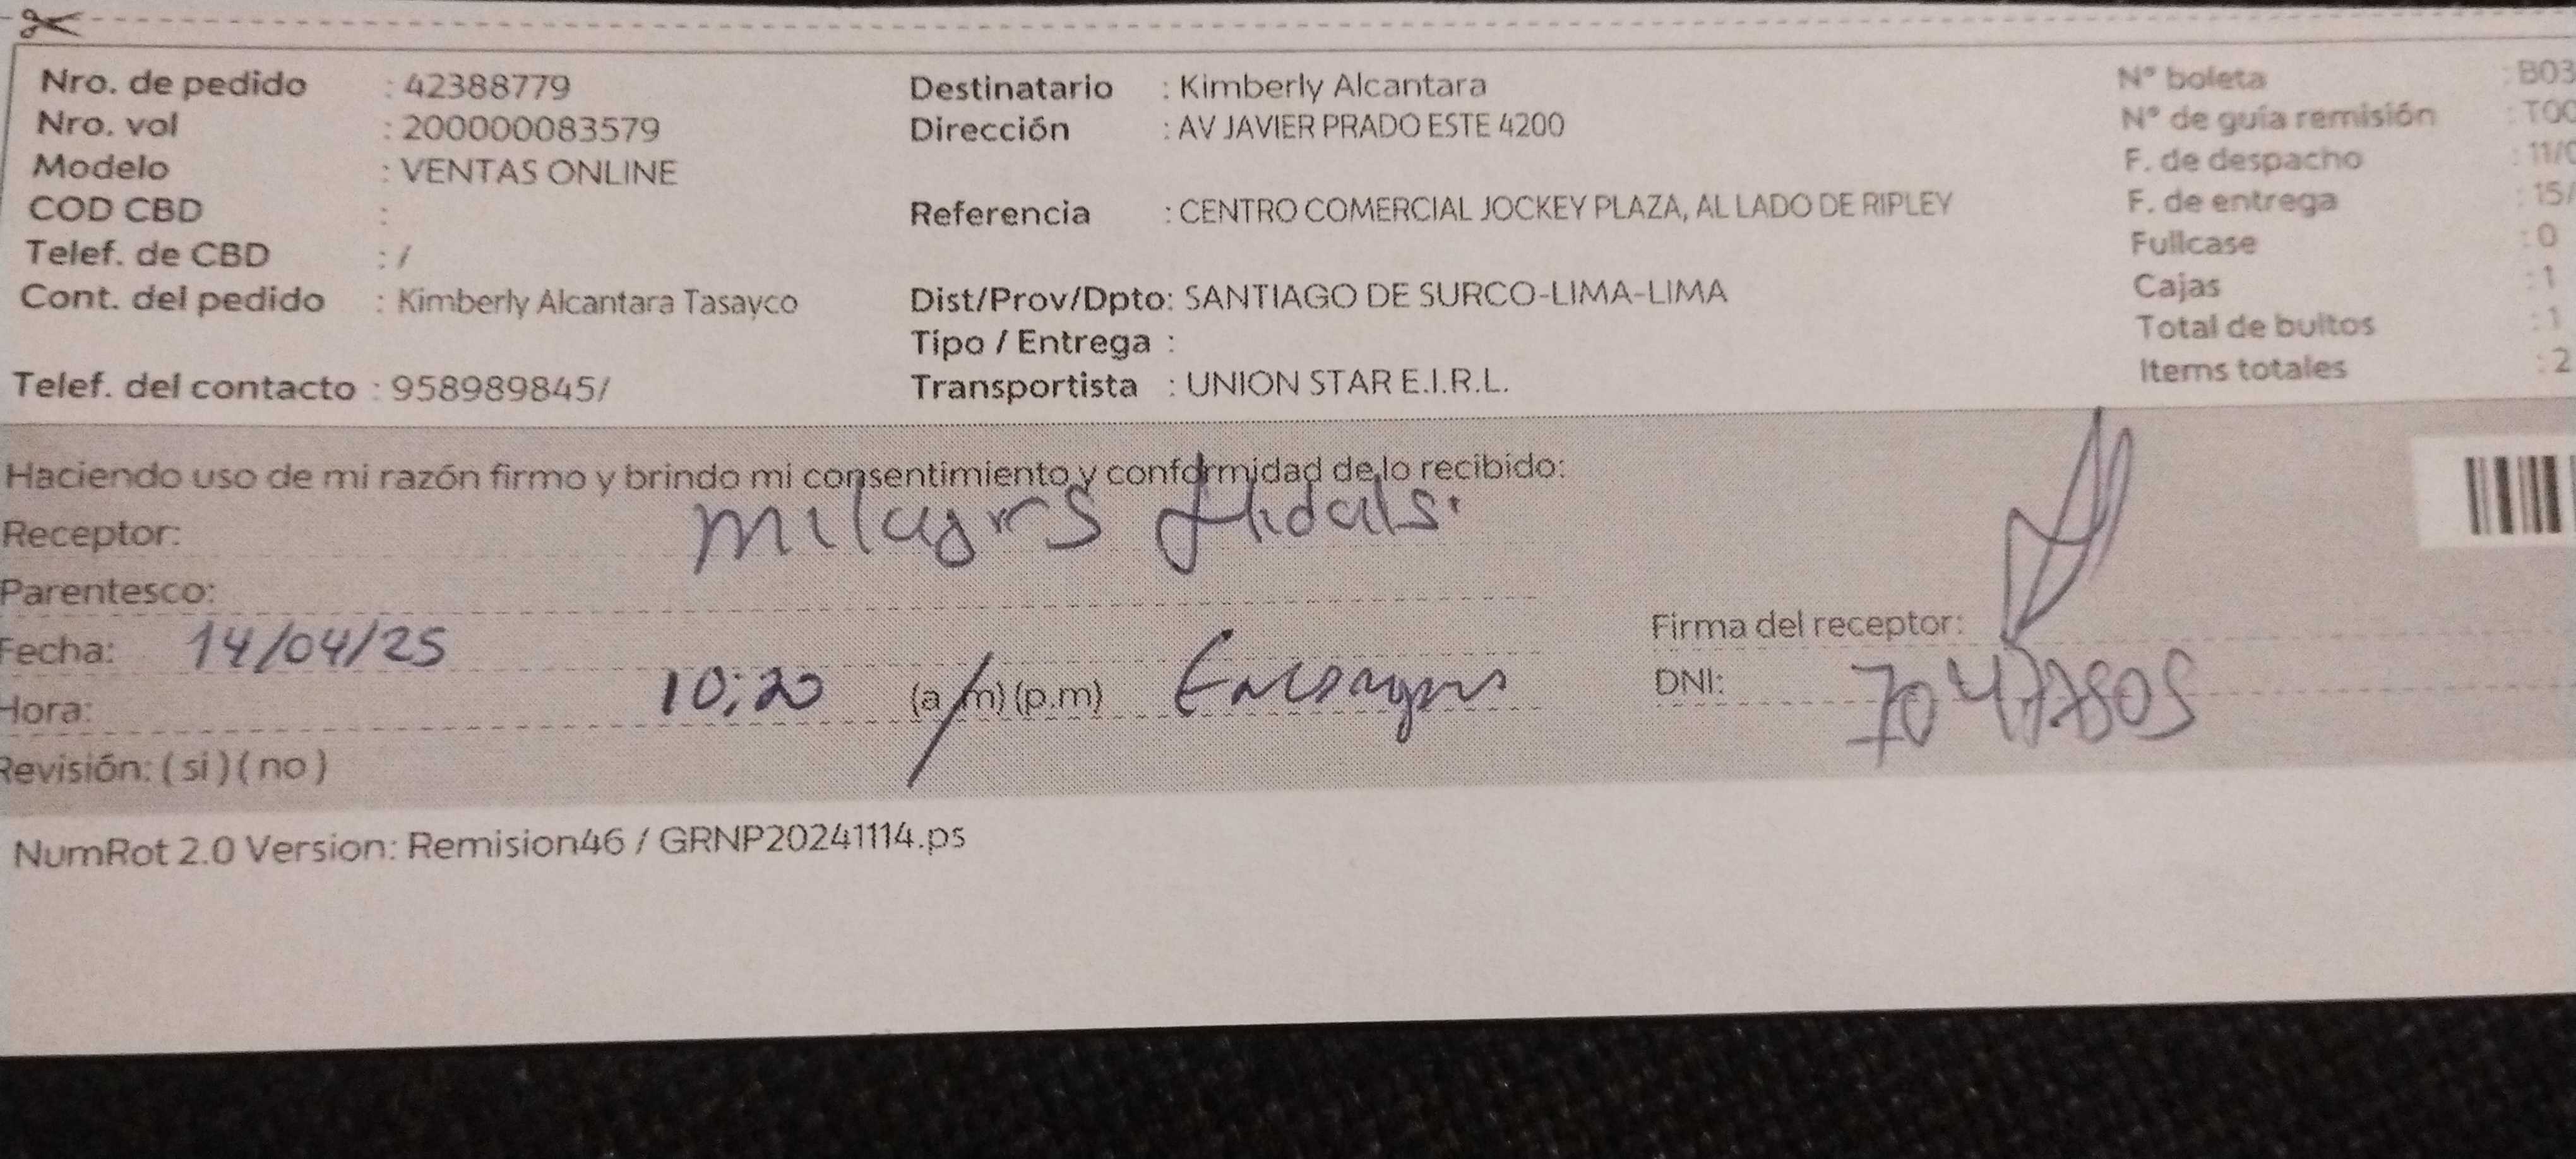 Nro. de pedido : 42388779
Nro. vol : 200000083579
Modelo : VENTAS ONLINE
COD CBD :
Telef. de CBD : /
Cont. del pedido : Kimberly Alcantara Tasayco
Telef. del contacto : 958989845/
Destinatario : Kimberly Alcantara
Dirección : AV JAVIER PRADO ESTE 4200
Referencia : CENTRO COMERCIAL JOCKEY PLAZA, AL LADO DE RIPLEY
Dist/Prov/Dpto: SANTIAGO DE SURCO-LIMA-LIMA
Tipo / Entrega :
Transportista : UNION STAR E.I.R.L.
N° boleta : B03
N° de guía remisión : T00
F. de despacho : 11/0
F. de entrega : 15/
Fullcase : 0
Cajas : 1
Total de bultos : 1
Items totales : 2
Haciendo uso de mi razón firmo y brindo mi consentimiento y conformidad de lo recibido:
Receptor: Milagros
Parentesco:
Fecha: 14/04/25
Hora: 10:20 (a.m) (p.m)
Revisión: ( si ) ( no )
Firma del receptor:
DNI:
NumRot 2.0 Version: Remision46 / GRNP20241114.ps